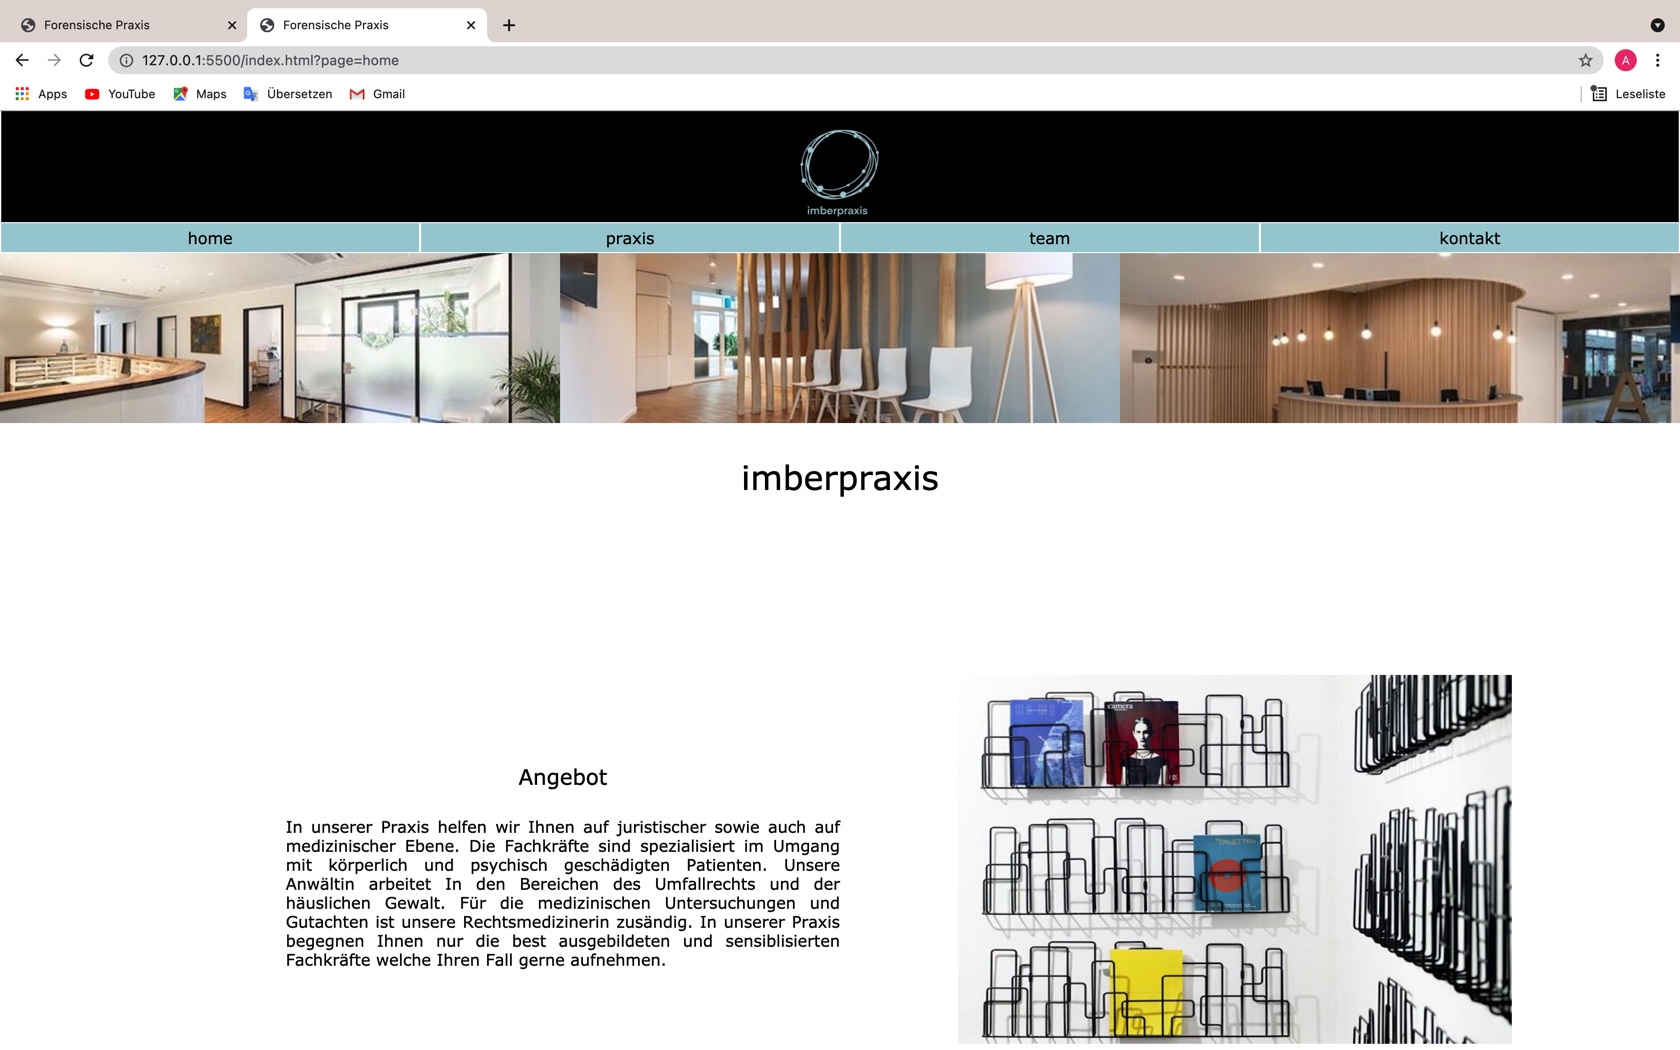 Forensische Praxis
Forensische Praxis
127.0.0.1:5500/index.html?page=home
A
Apps
YouTube
Maps
Übersetzen
Gmail
Leseliste
imberpraxis
home
praxis
team
kontakt
imberpraxis
Angebot
In unserer Praxis helfen wir Ihnen auf juristischer sowie auch auf
medizinischer Ebene. Die Fachkräfte sind spezialisiert im Umgang
mit körperlich und psychisch geschädigten Patienten. Unsere
Anwältin arbeitet In den Bereichen des Umfallrechts und der
häuslichen Gewalt. Für die medizinischen Untersuchungen und
Gutachten ist unsere Rechtsmedizinerin zusändig. In unserer Praxis
begegnen Ihnen nur die best ausgebildeten und sensiblisierten
Fachkräfte welche Ihren Fall gerne aufnehmen.
camera